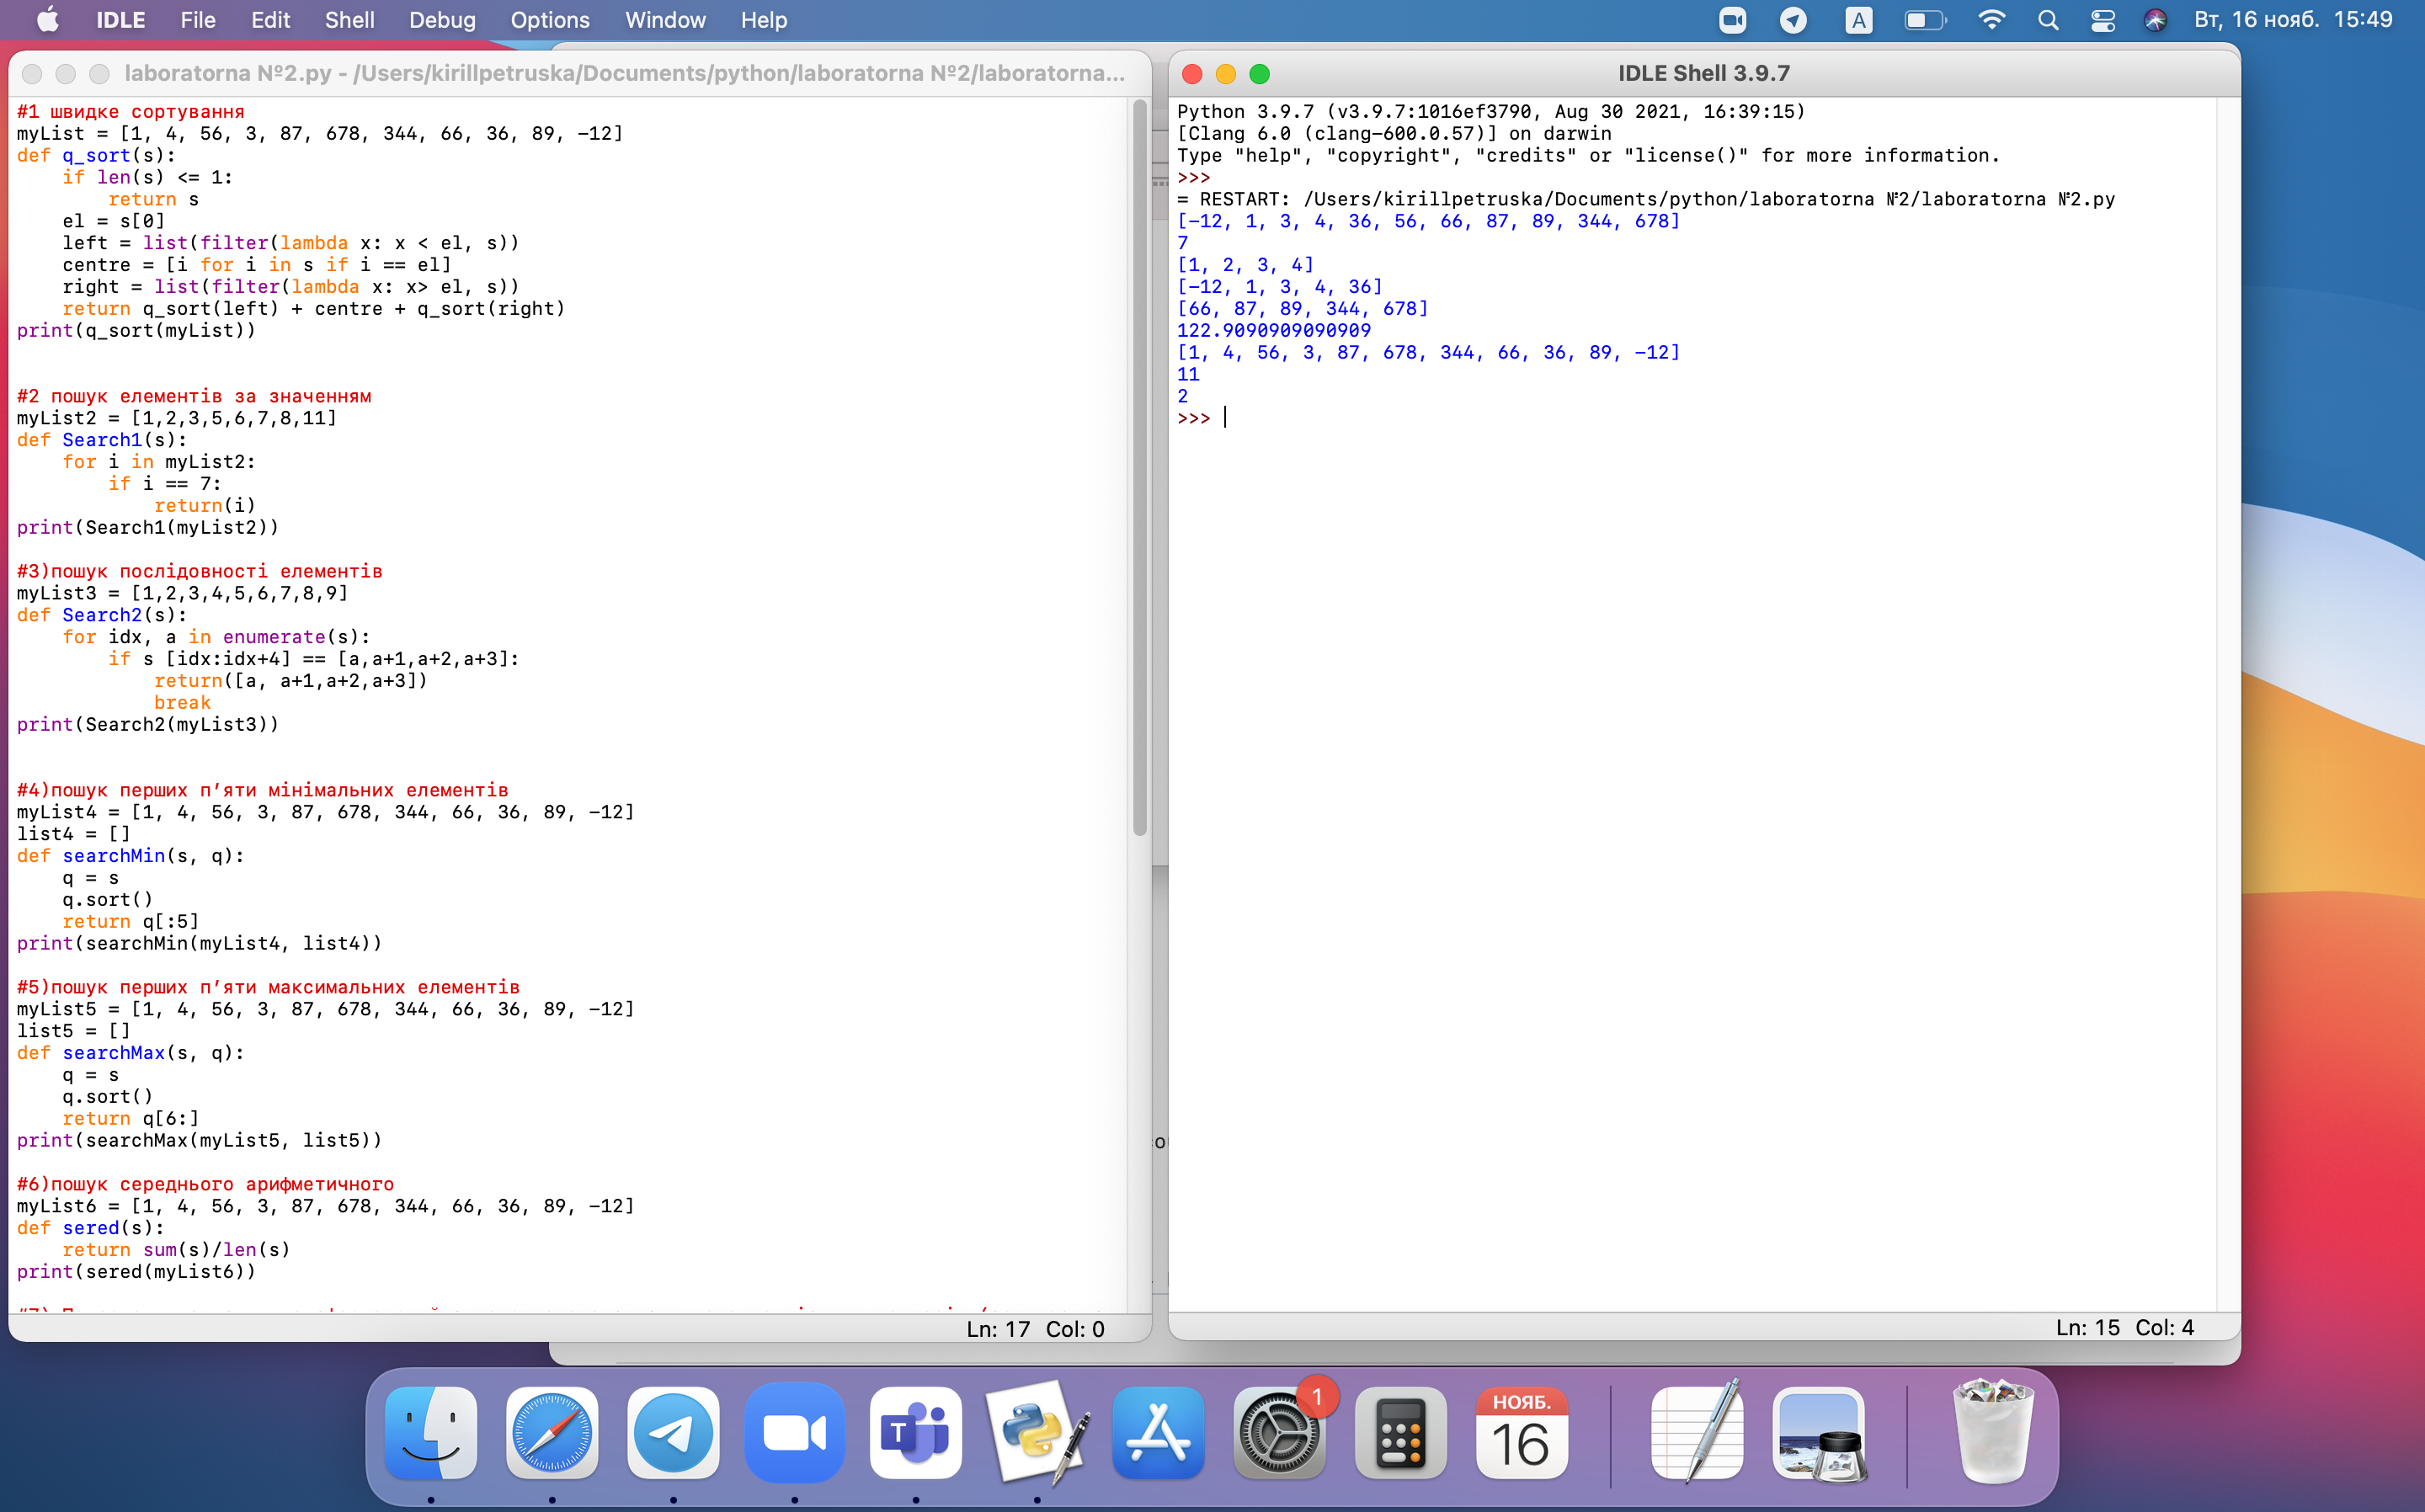 IDLE File Edit Shell Debug Options Window Help A Вт, 16 нояб. 15:49
laboratorna №2.py - /Users/kirillpetruska/Documents/python/laboratorna №2/laboratorna...
#1 швидке сортування
myList = [1, 4, 56, 3, 87, 678, 344, 66, 36, 89, -12]
def q_sort(s):
    if len(s) <= 1:
        return s
    el = s[0]
    left = list(filter(lambda x: x < el, s))
    centre = [i for i in s if i == el]
    right = list(filter(lambda x: x> el, s))
    return q_sort(left) + centre + q_sort(right)
print(q_sort(myList))
#2 пошук елементів за значенням
myList2 = [1,2,3,5,6,7,8,11]
def Search1(s):
    for i in myList2:
        if i == 7:
            return(i)
print(Search1(myList2))
#3)пошук послідовності елементів
myList3 = [1,2,3,4,5,6,7,8,9]
def Search2(s):
    for idx, a in enumerate(s):
        if s [idx:idx+4] == [a,a+1,a+2,a+3]:
            return([a, a+1,a+2,a+3])
            break
print(Search2(myList3))
#4)пошук перших п’яти мінімальних елементів
myList4 = [1, 4, 56, 3, 87, 678, 344, 66, 36, 89, -12]
list4 = []
def searchMin(s, q):
    q = s
    q.sort()
    return q[:5]
print(searchMin(myList4, list4))
#5)пошук перших п’яти максимальних елементів
myList5 = [1, 4, 56, 3, 87, 678, 344, 66, 36, 89, -12]
list5 = []
def searchMax(s, q):
    q = s
    q.sort()
    return q[6:]
print(searchMax(myList5, list5))
#6)пошук середнього арифметичного
myList6 = [1, 4, 56, 3, 87, 678, 344, 66, 36, 89, -12]
def sered(s):
    return sum(s)/len(s)
print(sered(myList6))
Ln: 17 Col: 0
IDLE Shell 3.9.7
Python 3.9.7 (v3.9.7:1016ef3790, Aug 30 2021, 16:39:15)
[Clang 6.0 (clang-600.0.57)] on darwin
Type "help", "copyright", "credits" or "license()" for more information.
>>>
= RESTART: /Users/kirillpetruska/Documents/python/laboratorna №2/laboratorna №2.py
[-12, 1, 3, 4, 36, 56, 66, 87, 89, 344, 678]
7
[1, 2, 3, 4]
[-12, 1, 3, 4, 36]
[66, 87, 89, 344, 678]
122.9090909090909
[1, 4, 56, 3, 87, 678, 344, 66, 36, 89, -12]
11
2
>>>
Ln: 15 Col: 4
T
1
НОЯБ.
16